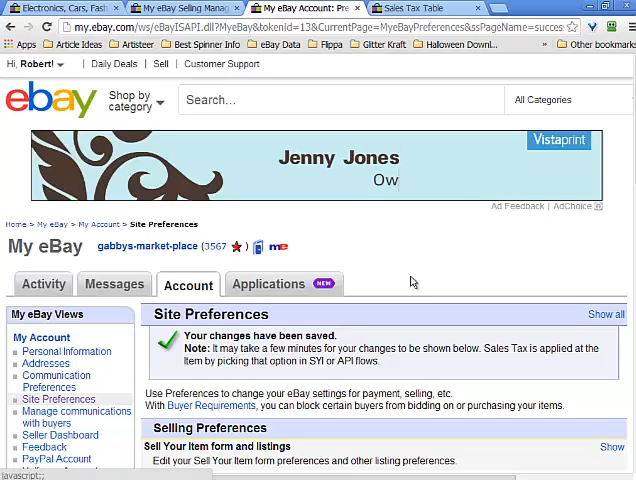 Electronics, Cars, Fash
My eBay Selling Manag
My eBay Account: Pre
Sales Tax Table
my.ebay.com/ws/eBayISAPI.dll?MyEbay&tokenid=13&CurrentPage=MyeBayPreferences&ssPageName=success
Apps
Article Ideas
Artisteer
Best Spinner Info
eBay Data
Flippa
Glitter Kraft
Halloween Down...
»
Other bookmarks
Hi, Robert!
Daily Deals
Sell
Customer Support
ebay
Shop by category
Search...
All Categories
Vistaprint
Jenny Jones
Ow
Ad Feedback | AdChoice
Home > My eBay > My Account > Site Preferences
My eBay
gabbys-market-place (3567 ) me
Activity
Messages
Account
Applications NEW
My eBay Views
My Account
Personal Information
Addresses
Communication
Preferences
Site Preferences
Manage communications
with buyers
Seller Dashboard
Feedback
PayPal Account
Site Preferences
Show all
Your changes have been saved.
Note: It may take a few minutes for your changes to be shown below. Sales Tax is applied at the
Item by picking that option in SYI or API flows.
Use Preferences to change your eBay settings for payment, selling, etc.
With Buyer Requirements, you can block certain buyers from bidding on or purchasing your items.
Selling Preferences
Sell Your Item form and listings
Show
Edit your Sell Your Item form preferences and other listing preferences.
javascript:;